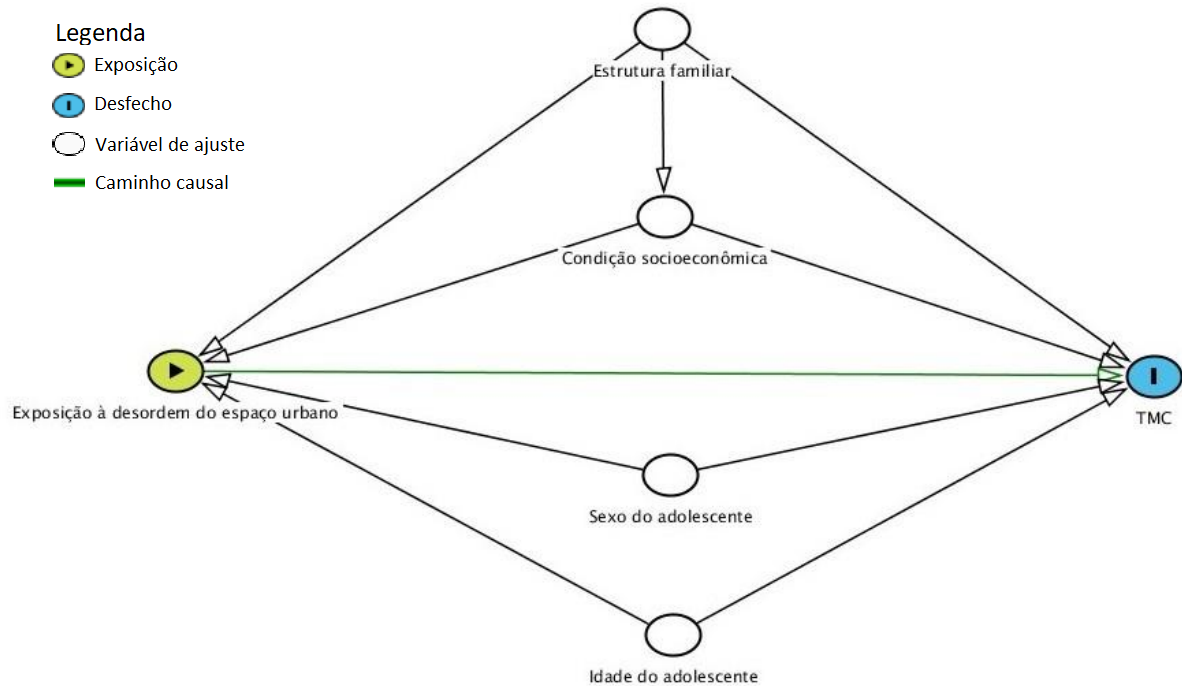 Legenda
Exposição
Desfecho
Variável de ajuste
Caminho causal
Estrutura familiar
Condição socioeconômica
Exposição à desordem do espaço urbano
TMC
Sexo do adolescente
Idade do adolescente